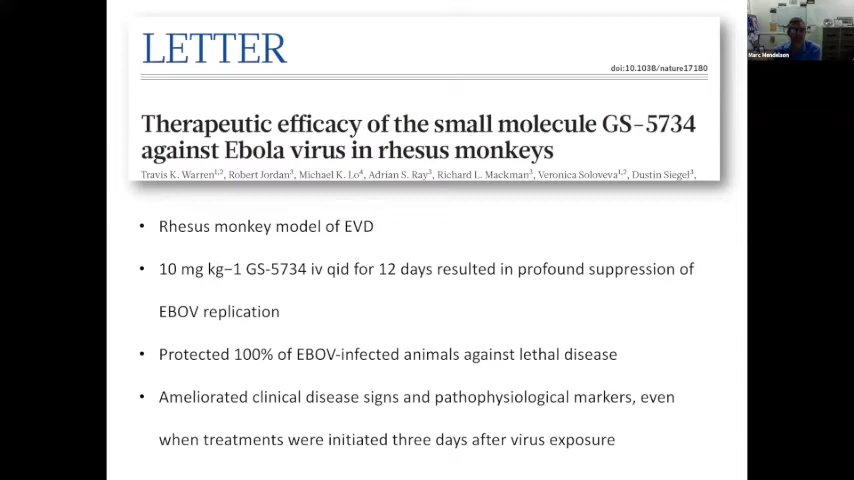 LETTER
doi:10.1038/nature17180
Therapeutic efficacy of the small molecule GS-5734
against Ebola virus in rhesus monkeys
Travis K. Warren1,2, Robert Jordan3, Michael K. Lo4, Adrian S. Ray3, Richard L. Mackman3, Veronica Soloveva1,2, Dustin Siegel3,
• Rhesus monkey model of EVD
• 10 mg kg−1 GS-5734 iv qid for 12 days resulted in profound suppression of
EBOV replication
• Protected 100% of EBOV-infected animals against lethal disease
• Ameliorated clinical disease signs and pathophysiological markers, even
when treatments were initiated three days after virus exposure
Marc Mendelson